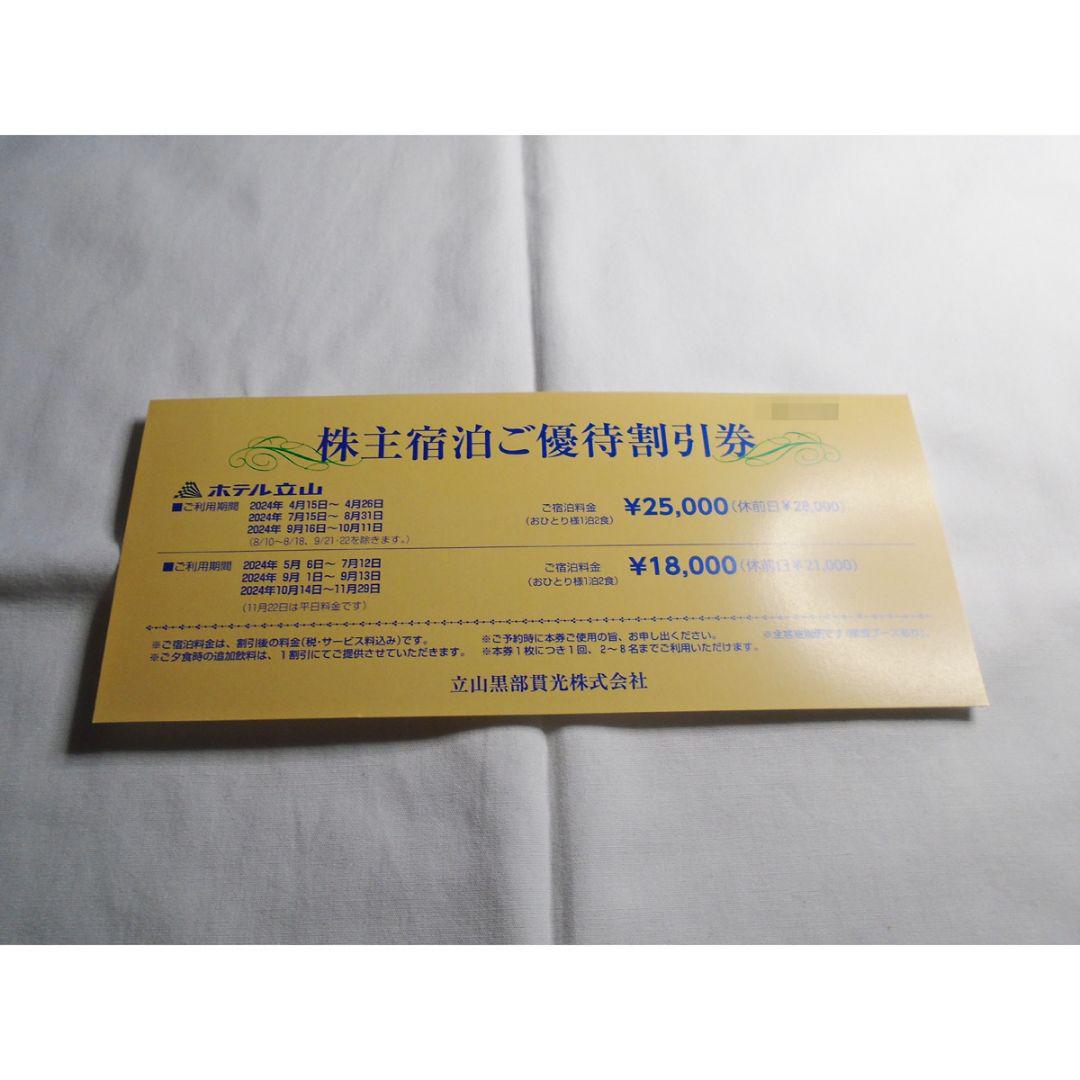 株主宿泊ご優待割引券
ホテル立山
■ご利用期間 2024年 4月15日~ 4月26日
2024年 7月15日~ 8月31日
2024年 9月16日~10月11日
(8/10~8/18、9/21・22を除きます。)
ご宿泊料金 ¥25,000(休前日¥28,000)
(おひとり様1泊2食)
■ご利用期間 2024年 5月 6日~ 7月12日
2024年 9月 1日~ 9月13日
2024年10月14日~11月29日
(11月22日は平日料金です)
ご宿泊料金 ¥18,000(休前日¥21,000)
(おひとり様1泊2食)
※ご宿泊料金は、割引後の料金(税・サービス料込み)です。 ※ご予約時に本券ご使用の旨、お申し出ください。 ※全客室禁煙です
※ご夕食時の追加飲料は、1割引にてご提供させていただきます。 ※本券1枚につき1回、2~8名までご利用いただけます。
立山黒部貫光株式会社